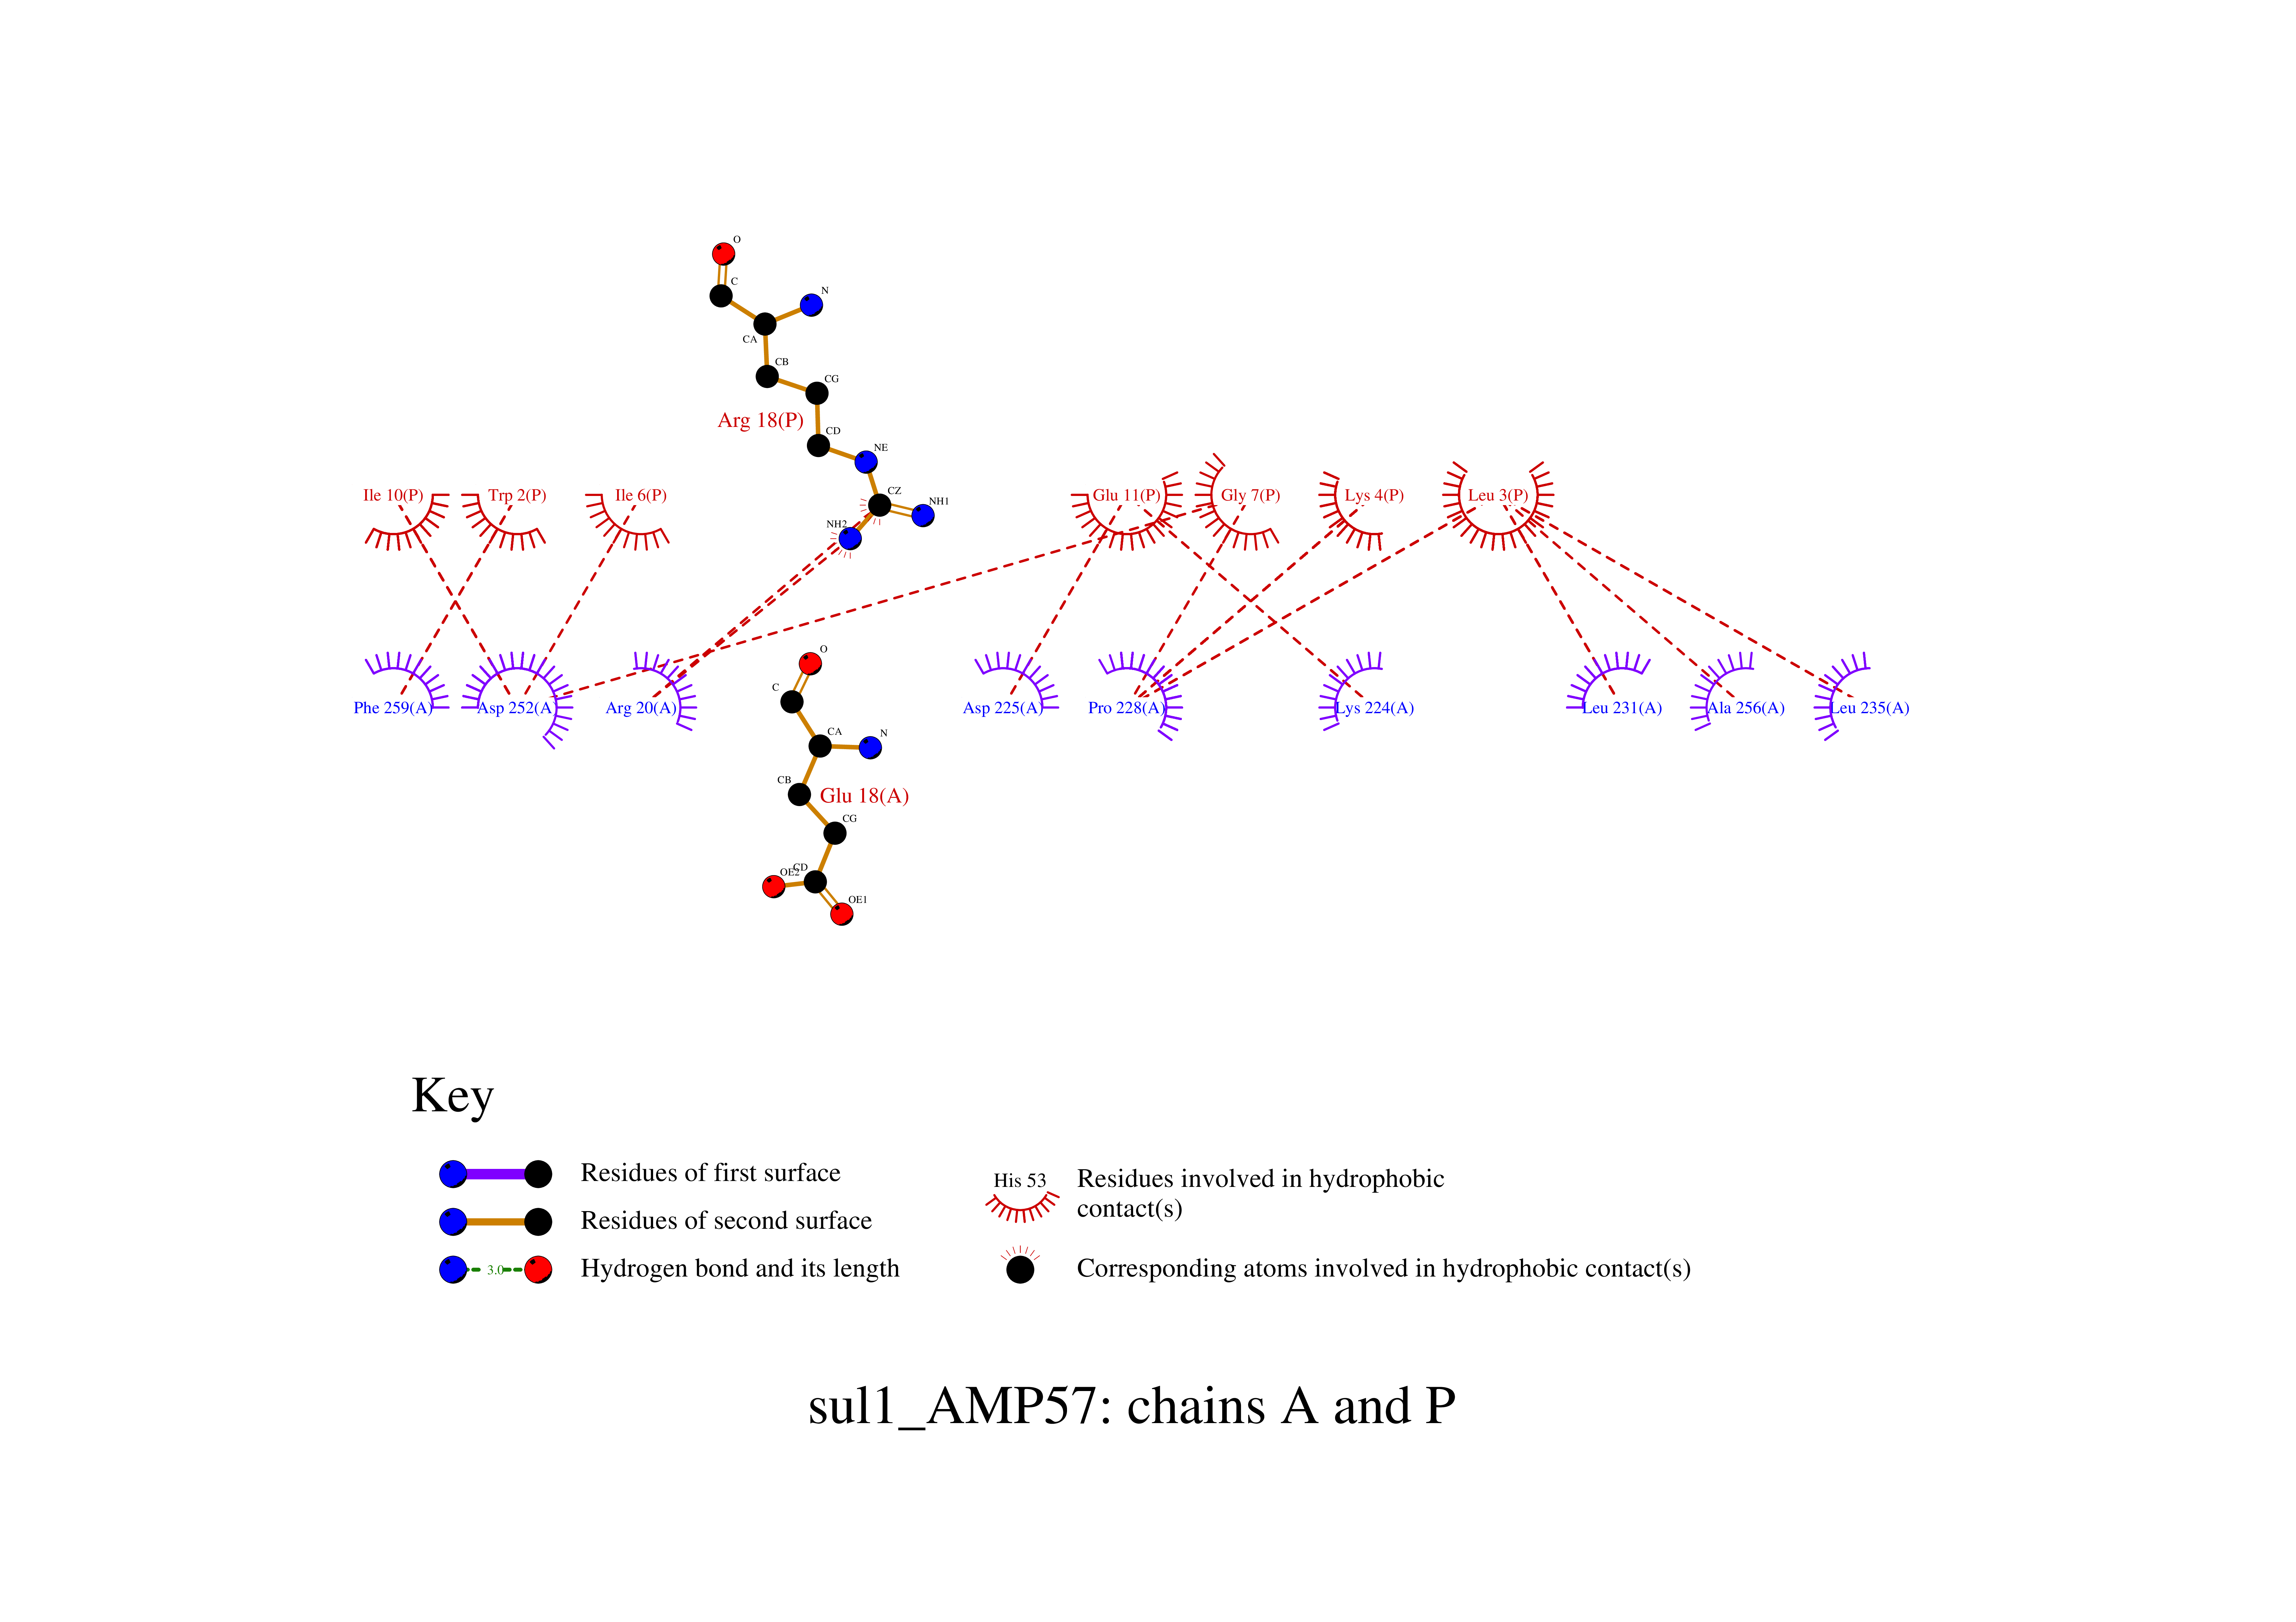 O
C
N
CA
CB
CG
Arg 18(P)
CD
NE
CZ
NH1
NH2
Ile 10(P) Trp 2(P) Ile 6(P) Glu 11(P) Gly 7(P) Lys 4(P) Leu 3(P)
O
C
Phe 259(A) Asp 252(A Arg 20(A) Asp 225(A) Pro 228(A) Lys 224(A) Leu 231(A) Ala 256(A) Leu 235(A)
CA
N
CB
Glu 18(A)
CG
CD
OE2
OE1
Key
Residues of first surface
Residues of second surface
3.0 Hydrogen bond and its length
His 53 Residues involved in hydrophobic
contact(s)
Corresponding atoms involved in hydrophobic contact(s)
sul1_AMP57: chains A and P